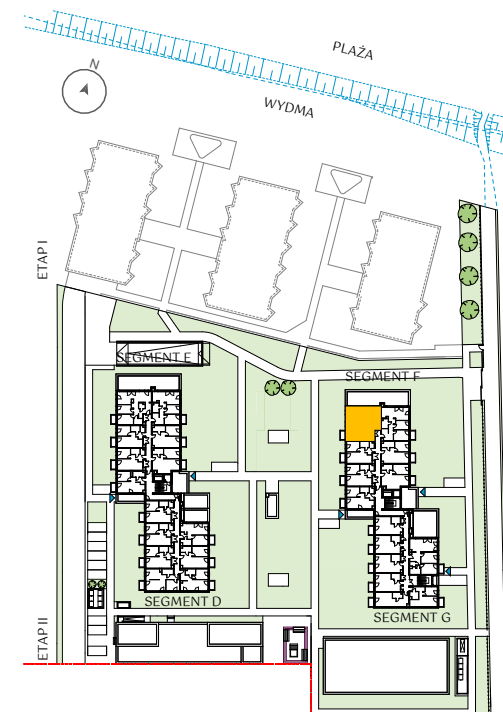 PLAŻA
N
WYDMA
ETAP I
SEGMENT E
SEGMENT F
SEGMENT D
SEGMENT G
ETAP II